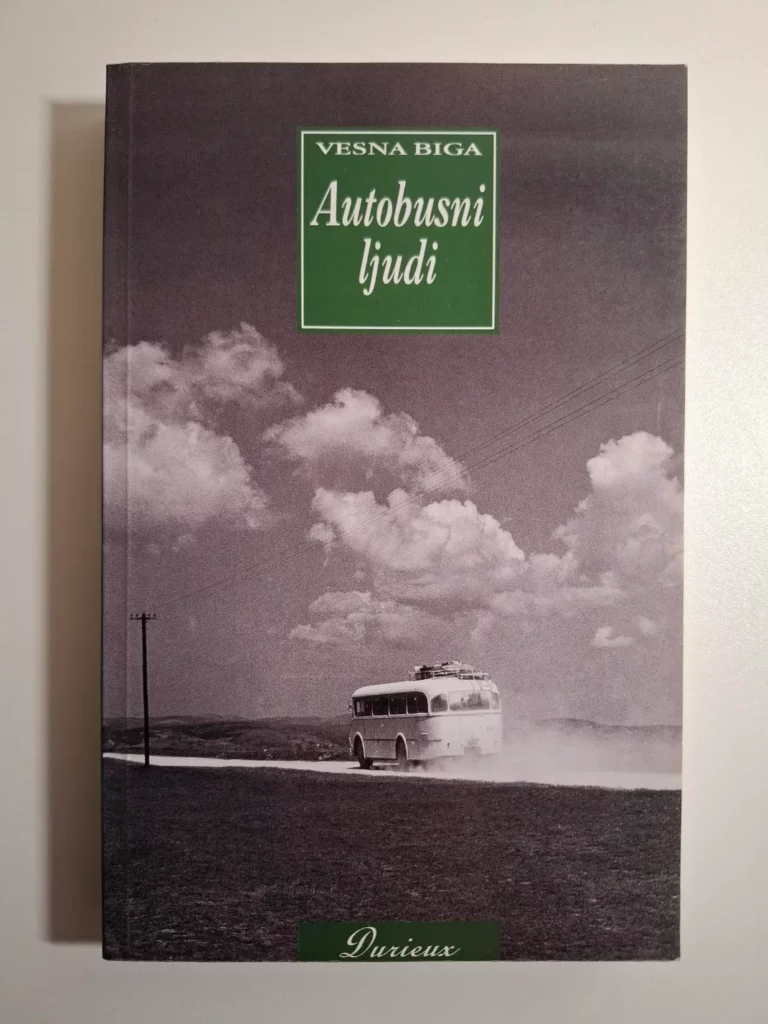 VESNA BIGA
Autobusni
ljudi
Durieux